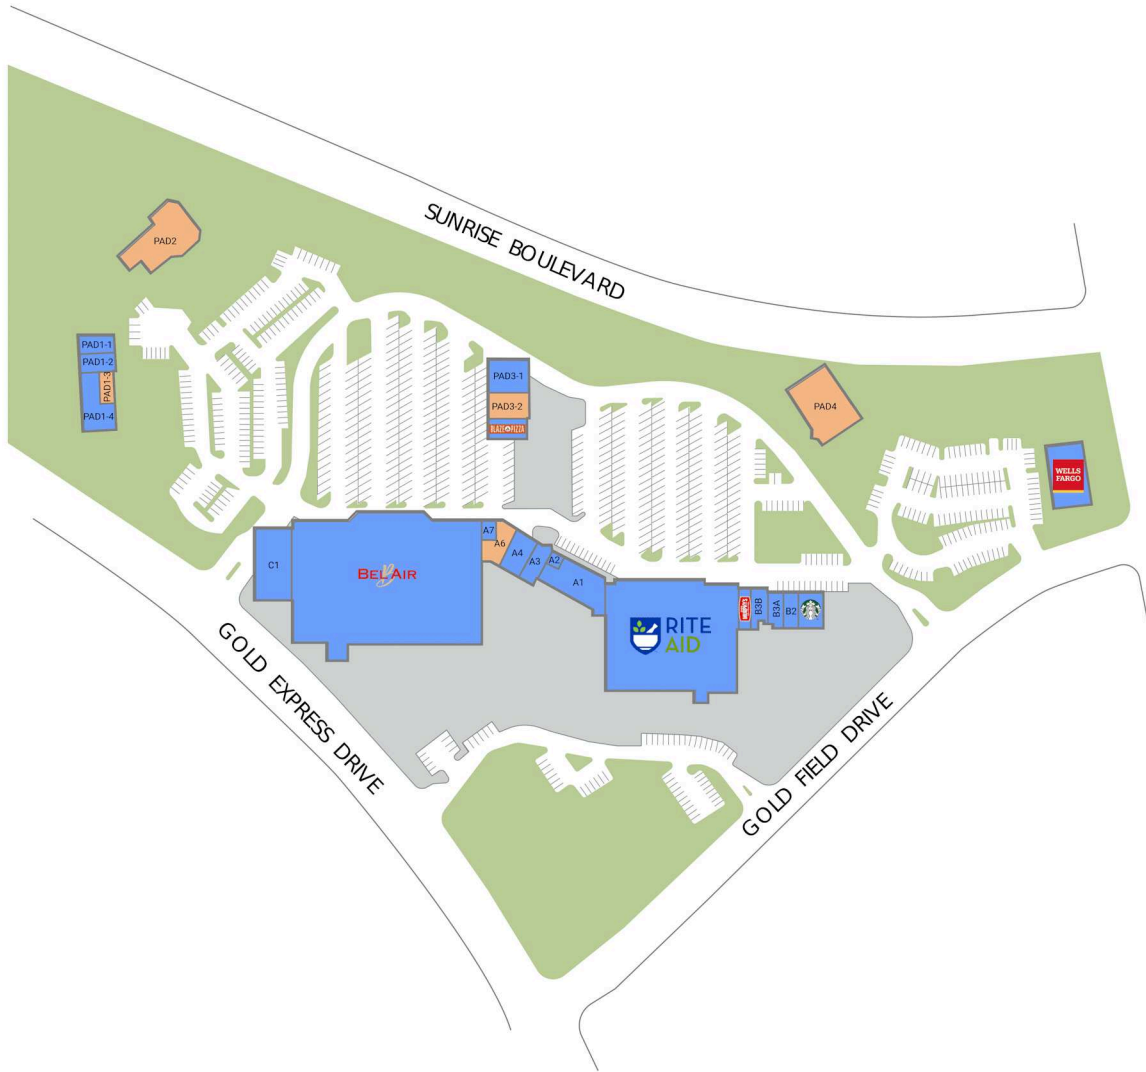 SUNRISE BOULEVARD
PAD2
PAD1-1
PAD1-2
PAD1-3
PAD1-4
PAD3-1
PAD3-2
BLAZE PIZZA
PAD4
WELLS
FARGO
C1
BEL AIR
A7
A6
A4
A3
A2
A1
RITE
AID
B3B
B3A
B2
GOLD EXPRESS DRIVE
GOLD FIELD DRIVE